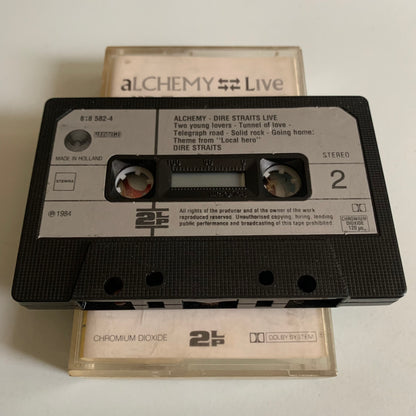 aLCHEMY ⇄ Live
818 582-4
MADE IN HOLLAND
STEMRA
℗ 1984
ALCHEMY - DIRE STRAITS LIVE
Two young lovers - Tunnel of love -
Telegraph road - Solid rock - Going home:
Theme from "Local hero"
DIRE STRAITS
STEREO
2
2LP
All rights of the producer and of the owner of the work
reproduced reserved. Unauthorised copying, hiring, lending
public performance and broadcasting of this tape prohibited.
CHROMIUM
DIOXIDE
120 µs
CHROMIUM DIOXIDE
2LP
DOLBY SYSTEM